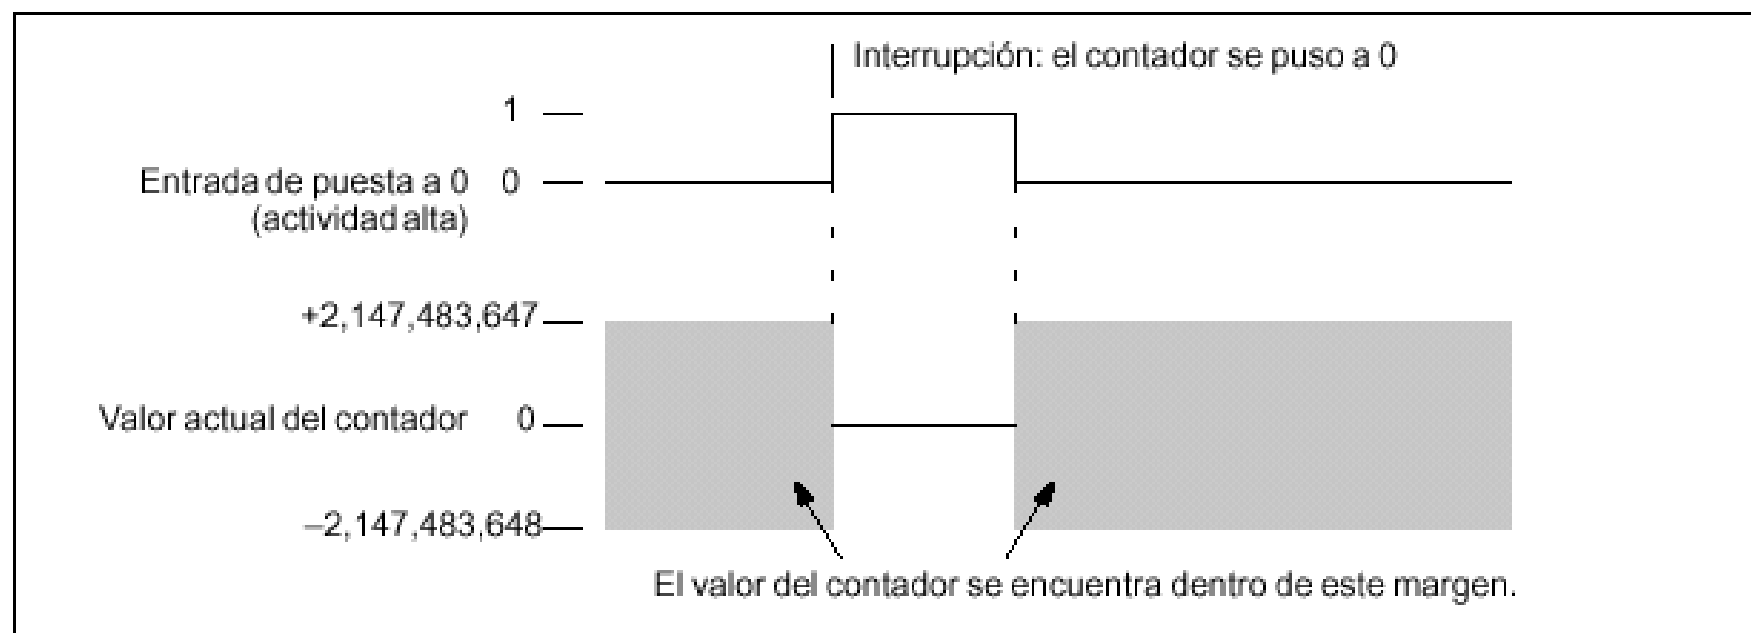 Interrupción: el contador se puso a 0
1
Entrada de puesta a 0 0
(actividad alta)
+2,147,483,647
Valor actual del contador 0
–2,147,483,648
El valor del contador se encuentra dentro de este margen.